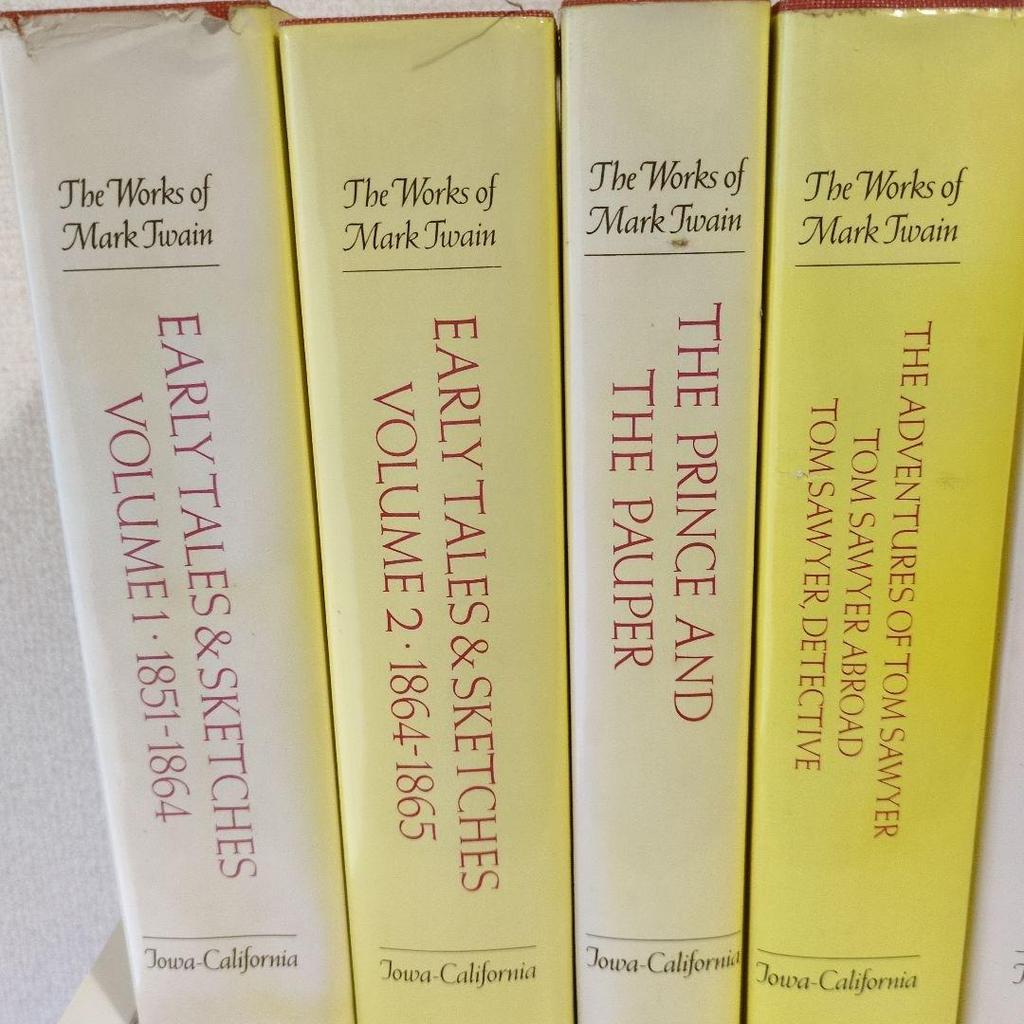 The Works of
Mark Twain
EARLY TALES & SKETCHES
VOLUME 1 · 1851-1864
Iowa-California
The Works of
Mark Twain
EARLY TALES & SKETCHES
VOLUME 2 · 1864-1865
Iowa-California
The Works of
Mark Twain
THE PRINCE AND
THE PAUPER
Iowa-California
The Works of
Mark Twain
THE ADVENTURES OF TOM SAWYER
TOM SAWYER ABROAD
TOM SAWYER, DETECTIVE
Iowa-California